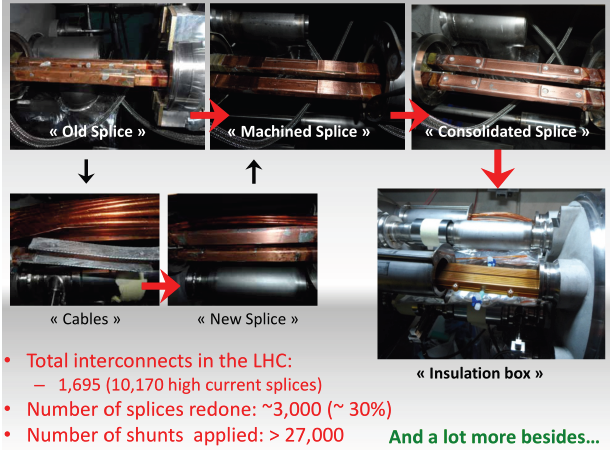 « Old Splice »
« Machined Splice »
« Consolidated Splice »
« Cables »
« New Splice »
« Insulation box »
• Total interconnects in the LHC:
– 1,695 (10,170 high current splices)
• Number of splices redone: ~3,000 (~ 30%)
• Number of shunts applied: > 27,000
And a lot more besides…